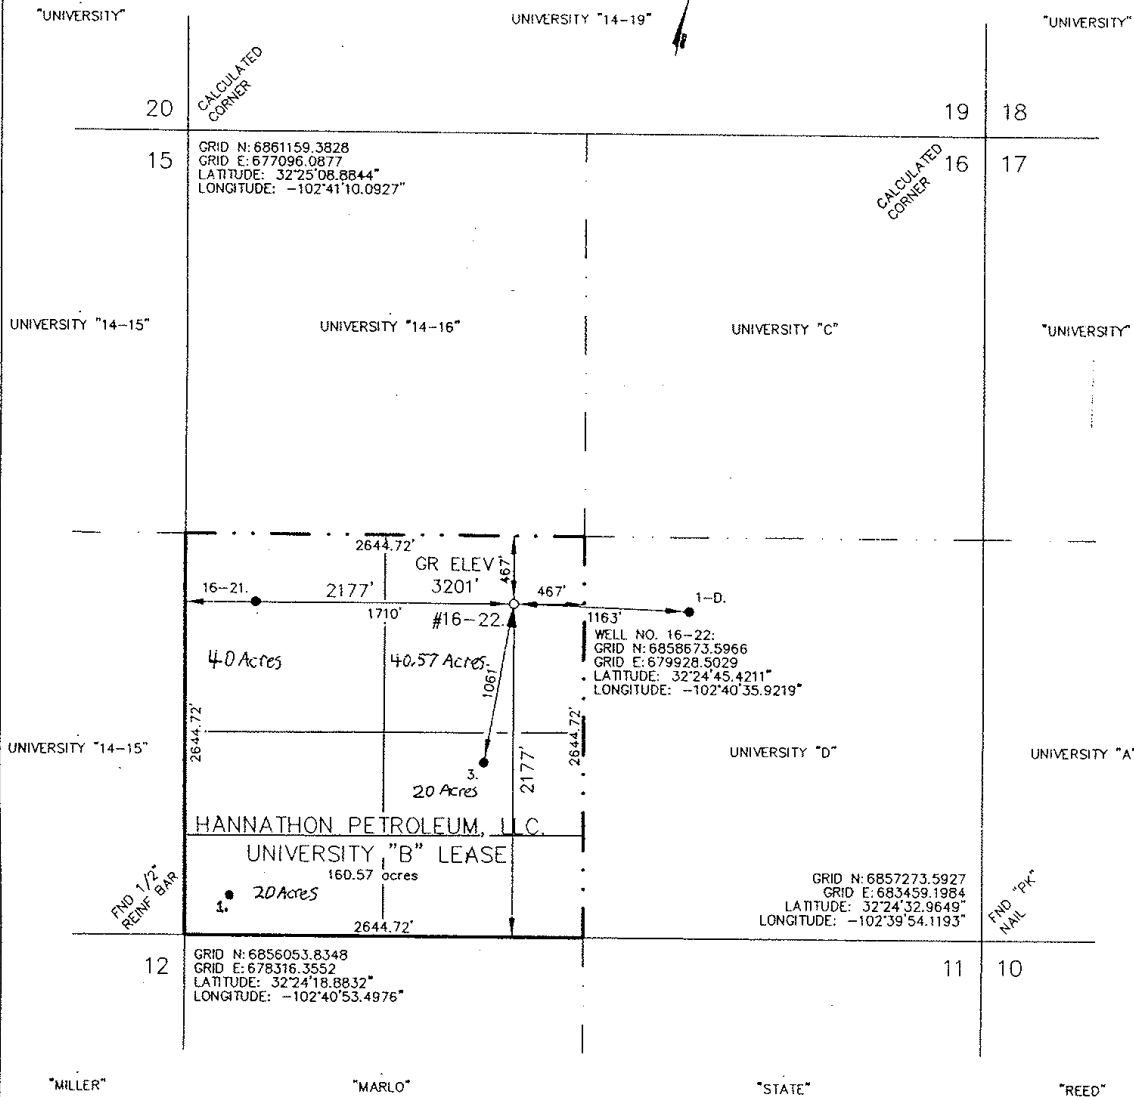 "UNIVERSITY"
UNIVERSITY "14-19"
"UNIVERSITY"
20
CALCULATED
CORNER
19
18
15
GRID N: 6861159.3828
GRID E: 677096.0877
LATITUDE: 32°25'08.8844"
LONGITUDE: -102°41'10.0927"
CALCULATED
CORNER
16
17
UNIVERSITY "14-15"
UNIVERSITY "14-16"
UNIVERSITY "C"
"UNIVERSITY"
2644.72'
GR ELEV
3201'
467'
16-21.
2177'
467'
1-D.
1710'
#16-22.
1163'
WELL NO. 16-22:
GRID N: 6858673.5966
GRID E: 679928.5029
LATITUDE: 32°24'45.4211"
LONGITUDE: -102°40'35.9219"
40 Acres
40.57 Acres.
1061'
2644.72'
2644.72'
UNIVERSITY "14-15"
UNIVERSITY "D"
UNIVERSITY "A"
3.
20 Acres
2177'
HANNATHON PETROLEUM, LLC.
UNIVERSITY "B" LEASE
160.57 acres
FND 1/2"
REINF BAR
1.
20 Acres
2644.72'
GRID N: 6857273.5927
GRID E: 683459.1984
LATITUDE: 32°24'32.9649"
LONGITUDE: -102°39'54.1193"
FND "PK"
NAIL
12
GRID N: 6856053.8348
GRID E: 678316.3552
LATITUDE: 32°24'18.8832"
LONGITUDE: -102°40'53.4976"
11
10
"MILLER"
"MARLO"
"STATE"
"REED"